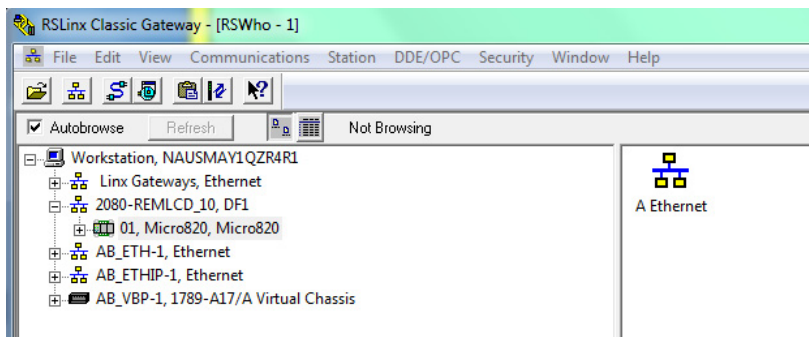 RSLinx Classic Gateway - [RSWho - 1]
File Edit View Communications Station DDE/OPC Security Window Help
Autobrowse Refresh Not Browsing
Workstation, NAUSMAY1QZR4R1
Linx Gateways, Ethernet
2080-REMLCD_10, DF1
01, Micro820, Micro820
AB_ETH-1, Ethernet
AB_ETHIP-1, Ethernet
AB_VBP-1, 1789-A17/A Virtual Chassis
A Ethernet